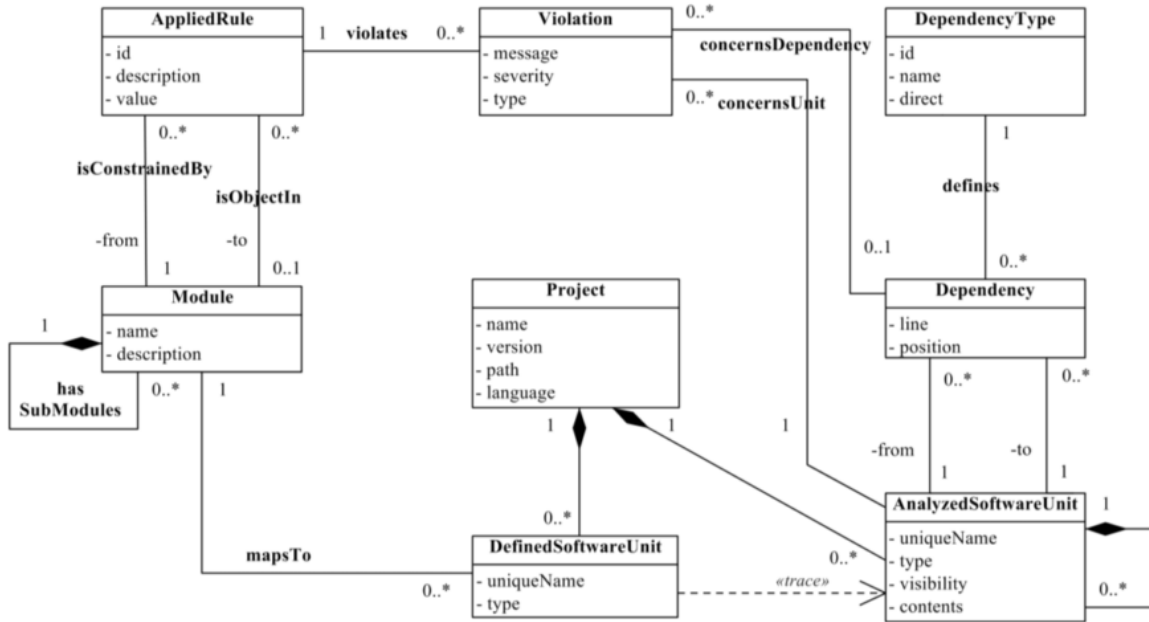 AppliedRule
- id
- description
- value
1 violates 0..*
Violation
- message
- severity
- type
0..*
concernsDependency
0..* concernsUnit
DependencyType
- id
- name
- direct
0..* 0..*
isConstrainedBy
isObjectIn
-from -to
1 0..1
1
defines
0..1 0..*
Module
- name
- description
1
has
SubModules
0..* 1
Project
- name
- version
- path
- language
1 1 1
Dependency
- line
- position
0..* 0..*
-from -to
1 1
mapsTo
0..*
0..*
DefinedSoftwareUnit
- uniqueName
- type
«trace»
0..*
AnalyzedSoftwareUnit
- uniqueName
- type
- visibility
- contents
1
0..*